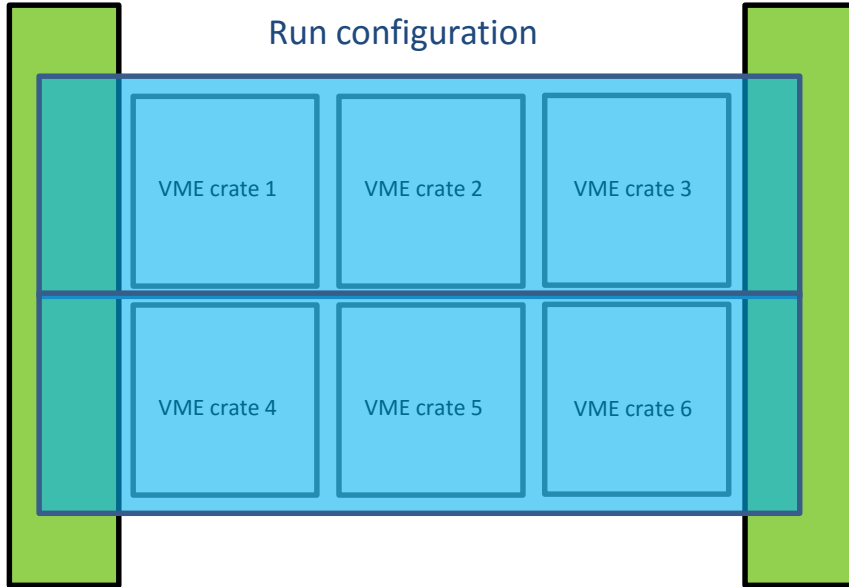 Run configuration
VME crate 1
VME crate 2
VME crate 3
VME crate 4
VME crate 5
VME crate 6